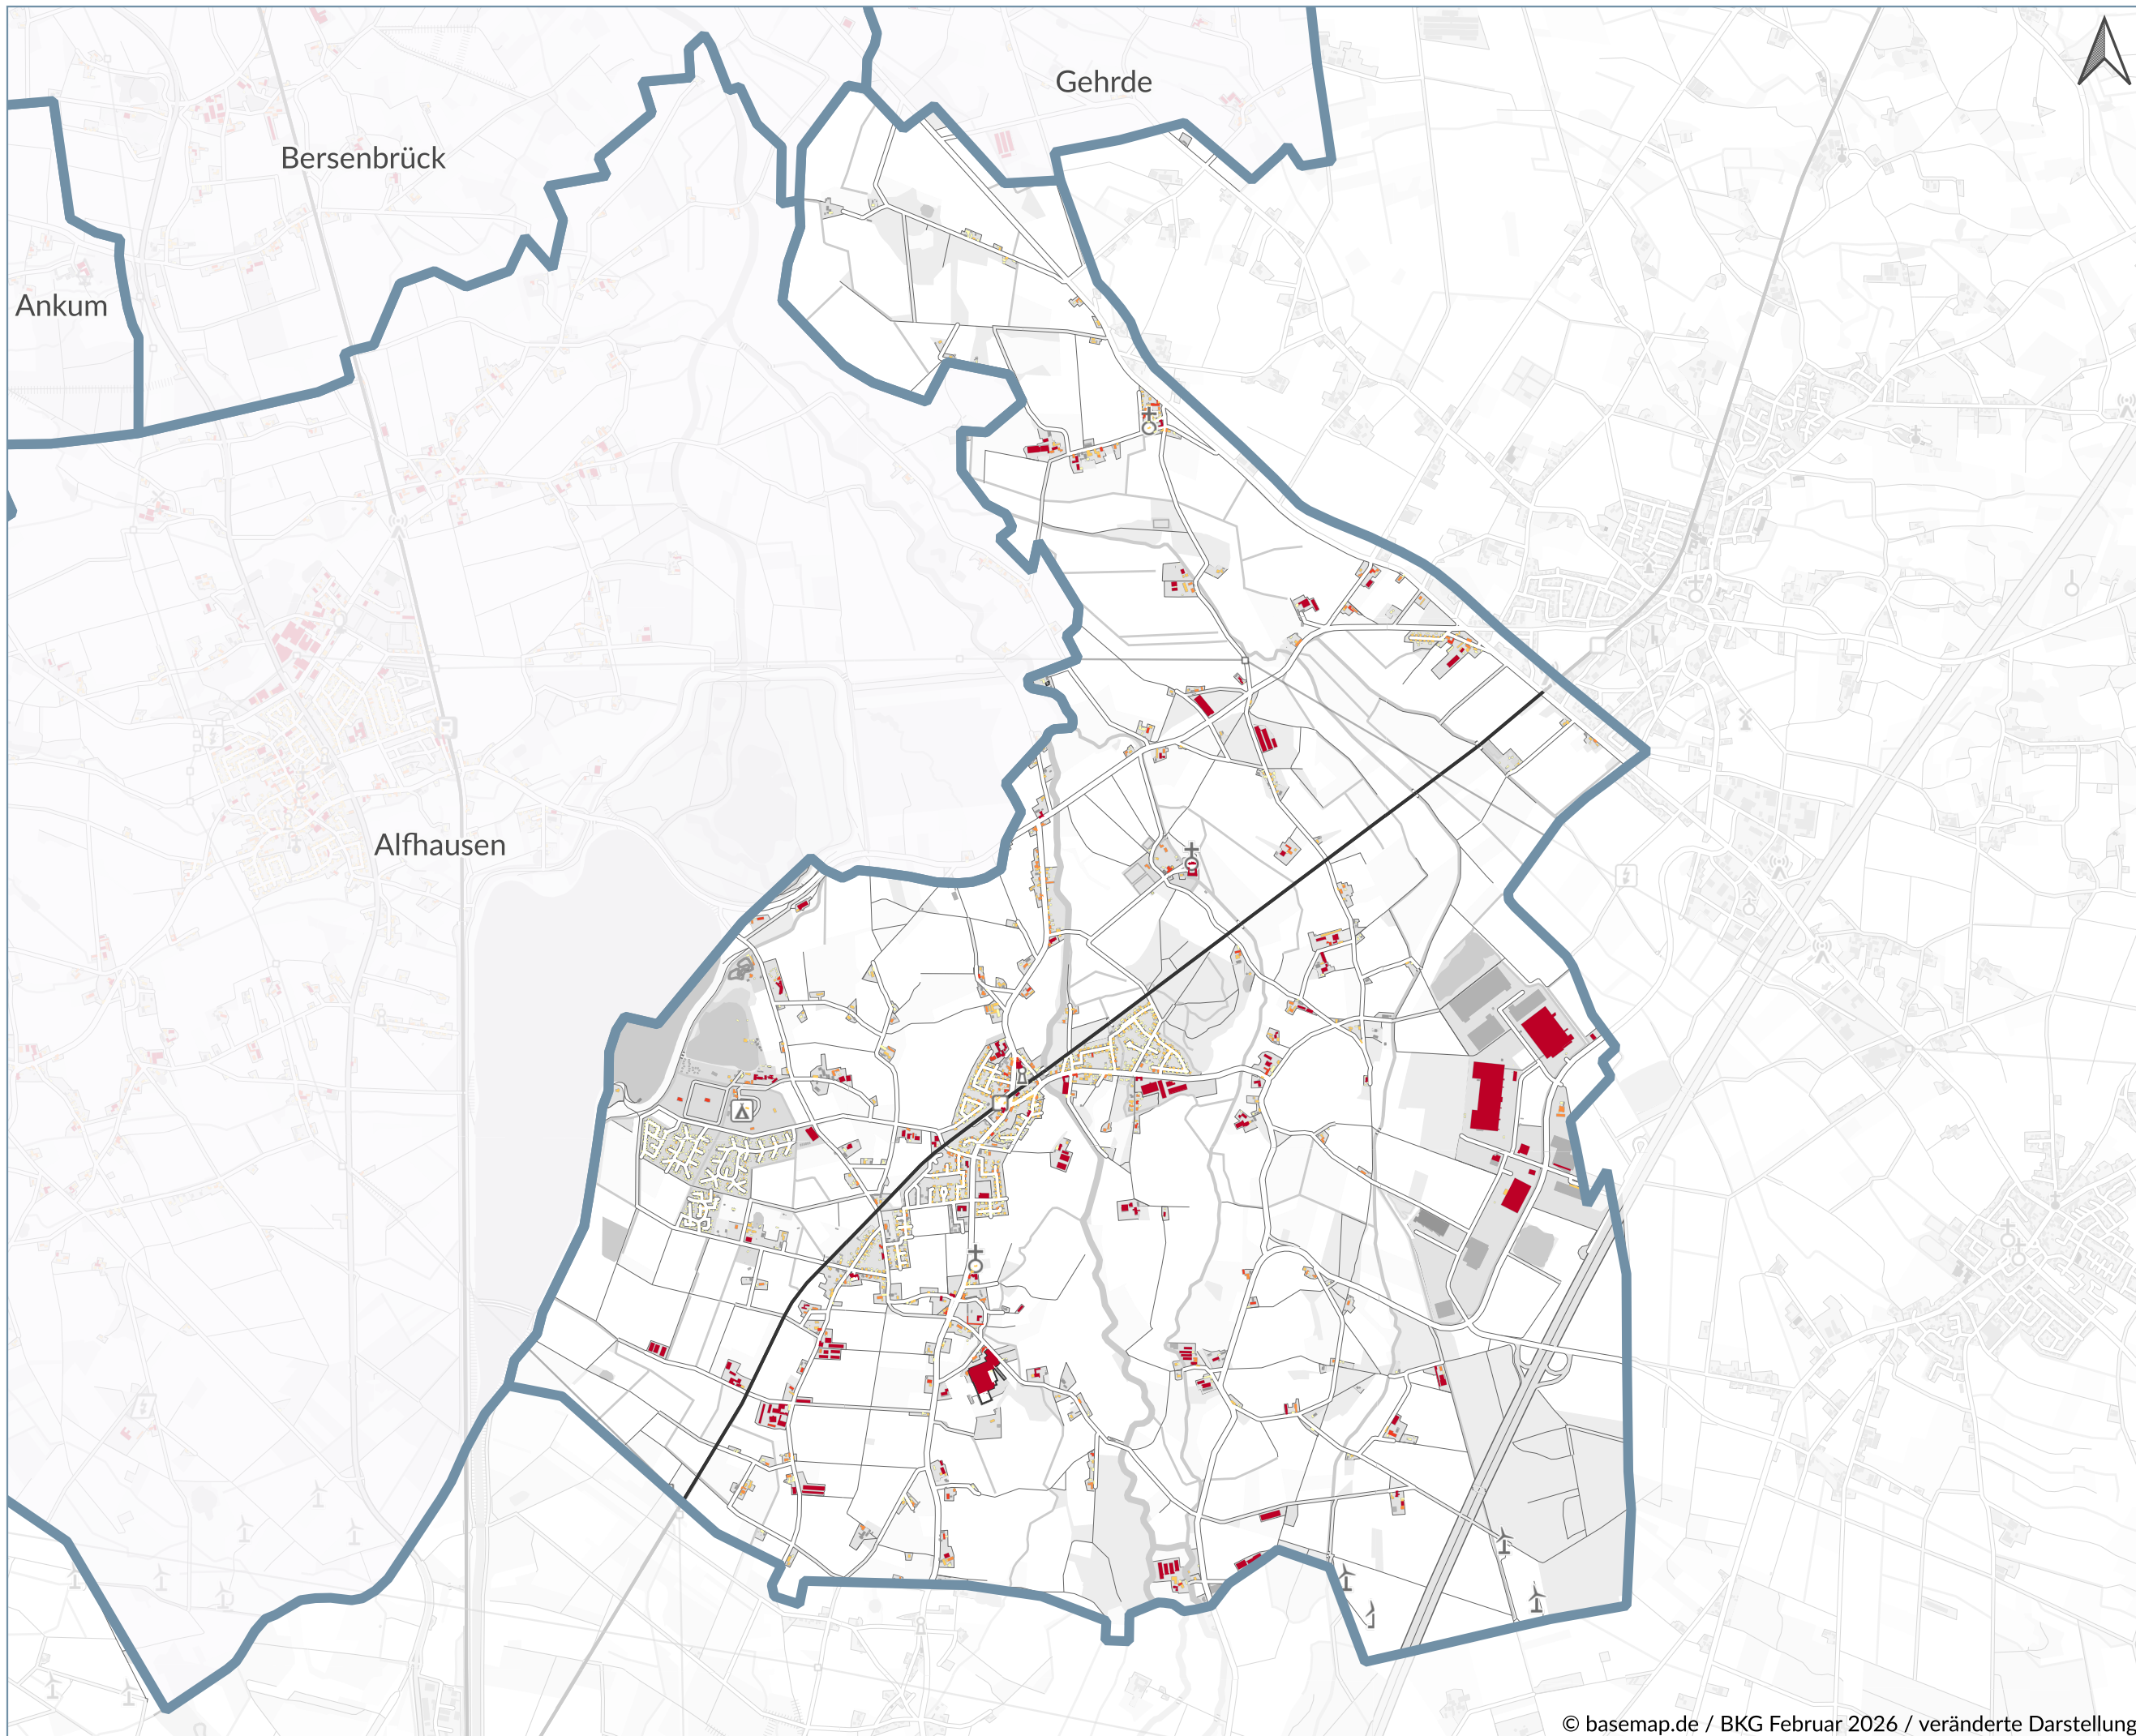 Gehrde
Bersenbrück
Ankum
Alfhausen
© basemap.de / BKG Februar 2026 / veränderte Darstellung